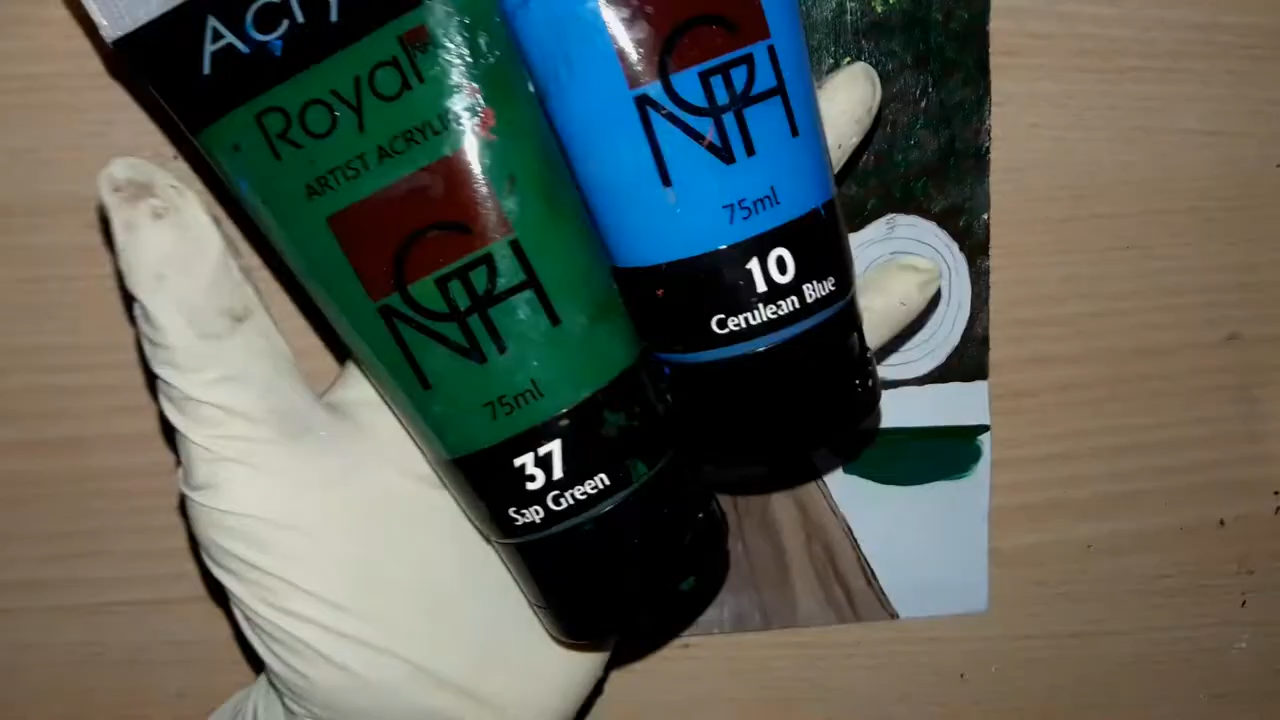 Royal
ARTIST ACRYLIC
75ml
37
Sap Green
75ml
10
Cerulean Blue